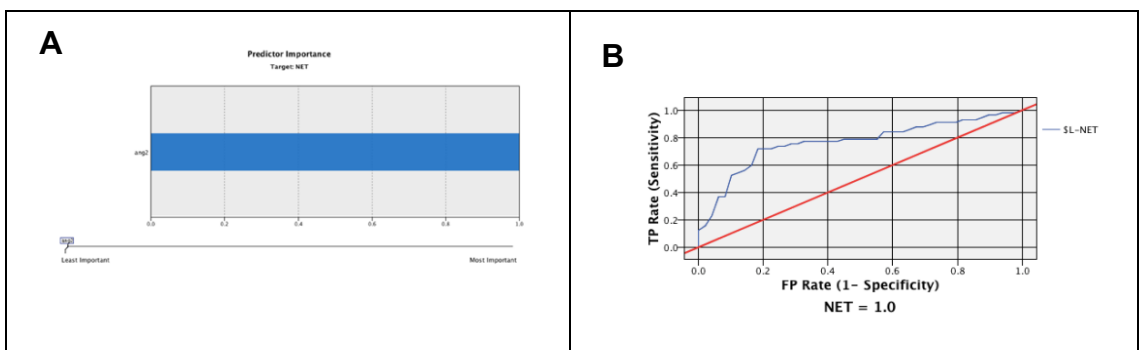 A
Predictor Importance
Target: NET
ang2
0.0 0.2 0.4 0.6 0.8 1.0
ang2
Least Important Most Important
B
TP Rate (Sensitivity)
1.0
0.8
0.6
0.4
0.2
0.0
$L-NET
0.0 0.2 0.4 0.6 0.8 1.0
FP Rate (1- Specificity)
NET = 1.0